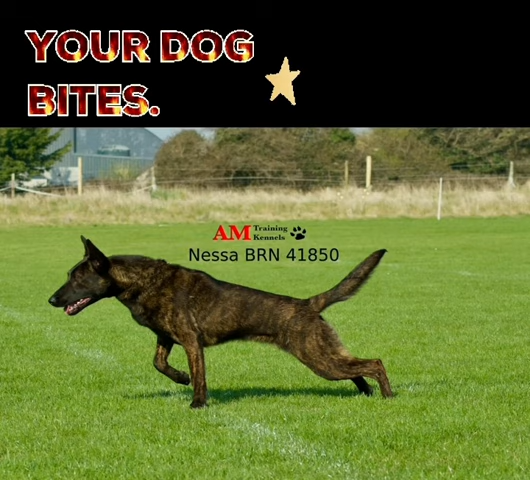 YOUR DOG
BITES.
AM Training
Kennels
Nessa BRN 41850